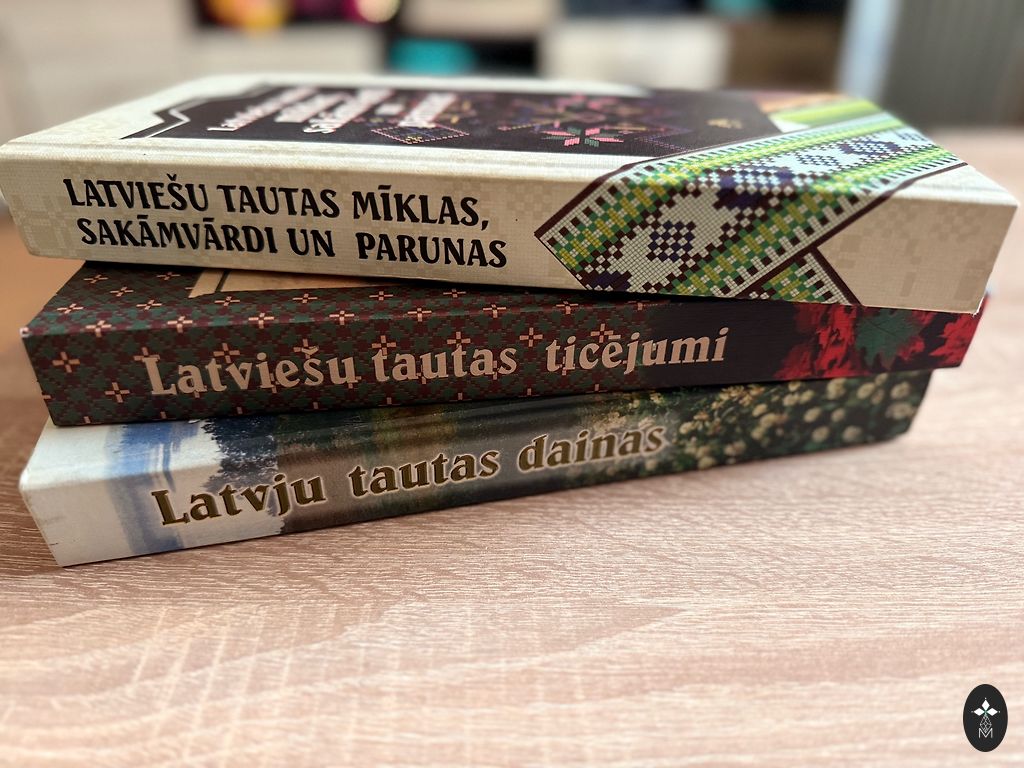 LATVIEŠU TAUTAS MĪKLAS,
SAKĀMVĀRDI UN PARUNAS
Latviešu tautas ticējumi
Latvju tautas dainas